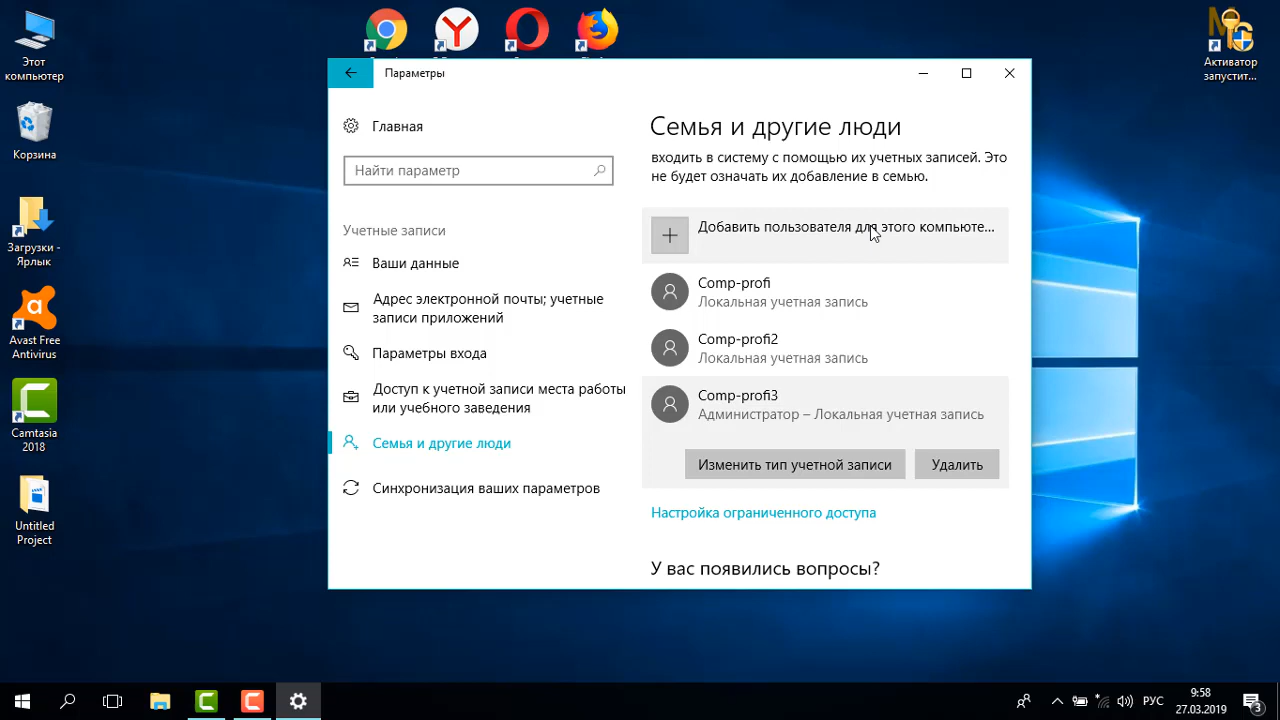 Этот
компьютер
Корзина
Загрузки -
Ярлык
Avast Free
Antivirus
Camtasia
2018
Untitled
Project
Активатор
запустит...
Параметры
Главная
Найти параметр
Учетные записи
Ваши данные
Адрес электронной почты; учетные
записи приложений
Параметры входа
Доступ к учетной записи места работы
или учебного заведения
Семья и другие люди
Синхронизация ваших параметров
Семья и другие люди
входить в систему с помощью их учетных записей. Это
не будет означать их добавление в семью.
Добавить пользователя для этого компьюте...
Comp-profi
Локальная учетная запись
Comp-profi2
Локальная учетная запись
Comp-profi3
Администратор – Локальная учетная запись
Изменить тип учетной записи
Удалить
Настройка ограниченного доступа
У вас появились вопросы?
РУС
9:58
27.03.2019
3